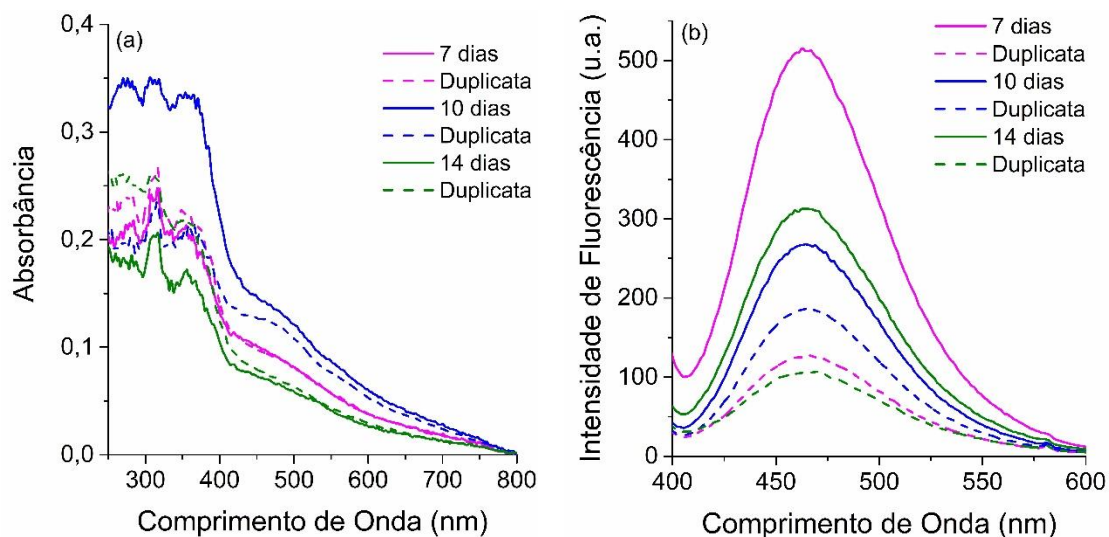 (a)
Absorbância
0,4
0,3
0,2
0,1
0,0
300 400 500 600 700 800
Comprimento de Onda (nm)
7 dias
Duplicata
10 dias
Duplicata
14 dias
Duplicata
(b)
Intensidade de Fluorescência (u.a.)
500
400
300
200
100
0
400 450 500 550 600
Comprimento de Onda (nm)
7 dias
Duplicata
10 dias
Duplicata
14 dias
Duplicata